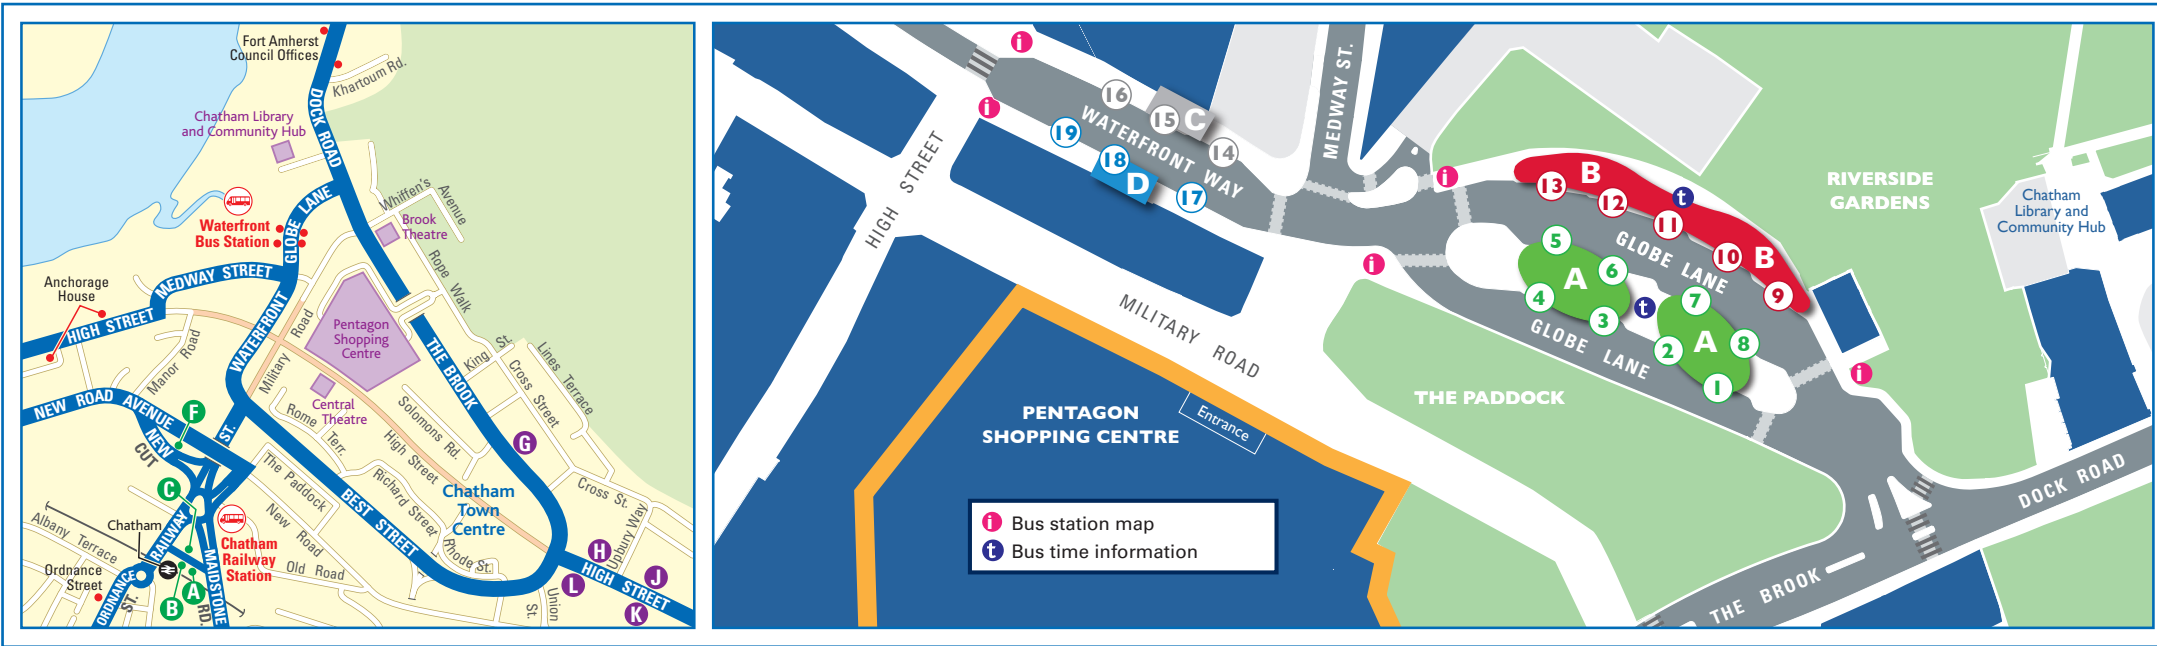 Fort Amherst
Council Offices
Khartoum Rd.
DOCK ROAD
Chatham Library
and Community Hub
Whiffen's
Avenue
GLOBE LANE
Waterfront
Bus Station
Brook
Theatre
Rope Walk
MEDWAY STREET
Anchorage
House
HIGH STREET
WATERFRONT
Military Road
Pentagon
Shopping
Centre
Manor Road
THE BROOK
King St.
Lines Terrace
Cross Street
Central
Theatre
NEW ROAD AVENUE
F
NEW CUT
ST.
Rome Terr.
Solomons Rd.
High Street
G
The Paddock
Richard Street
BEST STREET
Chatham
Town
Centre
Cross St.
Upbury Way
C
Albany Terrace
Chatham
RAILWAY
New Road
Chatham
Railway
Station
Rhode St.
Old Road
H
J
L
HIGH STREET
K
Ordnance
Street
ORDNANCE ST.
A
B
MAIDSTONE RD.
Union St.
i
i
16
15
C
14
WATERFRONT WAY
19
18
D
17
MEDWAY ST.
HIGH STREET
i
i
B
13
12
t
11
10
B
9
GLOBE LANE
5
A
6
4
3
t
7
2
A
8
1
GLOBE LANE
i
RIVERSIDE
GARDENS
Chatham
Library and
Community Hub
MILITARY ROAD
THE PADDOCK
PENTAGON
SHOPPING CENTRE
Entrance
i Bus station map
t Bus time information
DOCK ROAD
THE BROOK